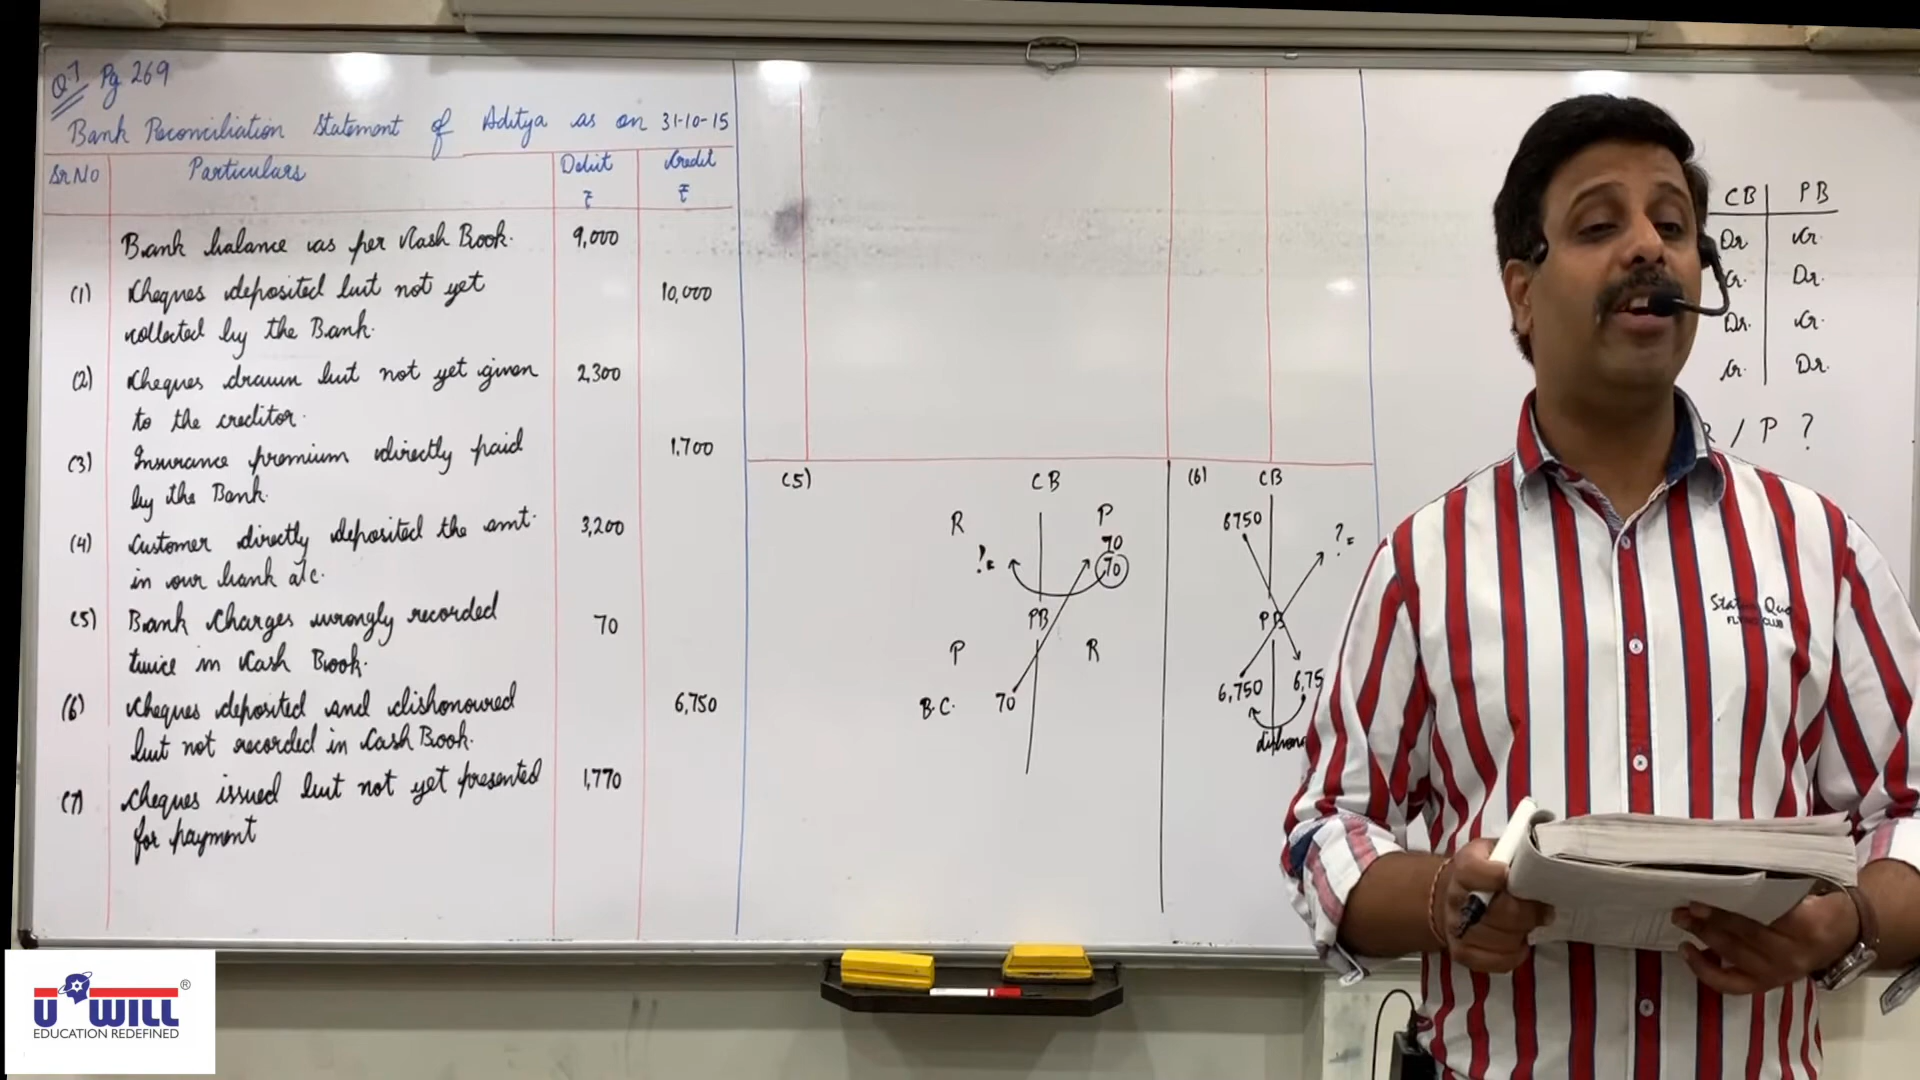 Q.7 Pg 269
Bank Reconciliation Statement of Aditya as on 31-10-15
Sr No Particulars Debit ₹ Credit ₹
Bank balance as per Cash Book. 9,000
(1) Cheques deposited but not yet 10,000
collected by the Bank.
(2) Cheques drawn but not yet given 2,300
to the creditor.
(3) Insurance premium directly paid 1,700
by the Bank.
(4) Customer directly deposited the amt. 3,200
in our bank a/c.
(5) Bank Charges wrongly recorded 70
twice in Cash Book.
(6) Cheques deposited and dishonoured 6,750
but not recorded in Cash Book.
(7) Cheques issued but not yet presented 1,770
for payment
(5) CB
R P
70
70
PB
P R
B.C. 70
(6) CB
6750 ?=
PB
6,750 6,75
CB PB
Dr Cr.
Cr. Dr.
Dr. Cr.
Cr. Dr.
/ P ?
Status Quo
FLYING CLUB
U WILL ®
EDUCATION REDEFINED